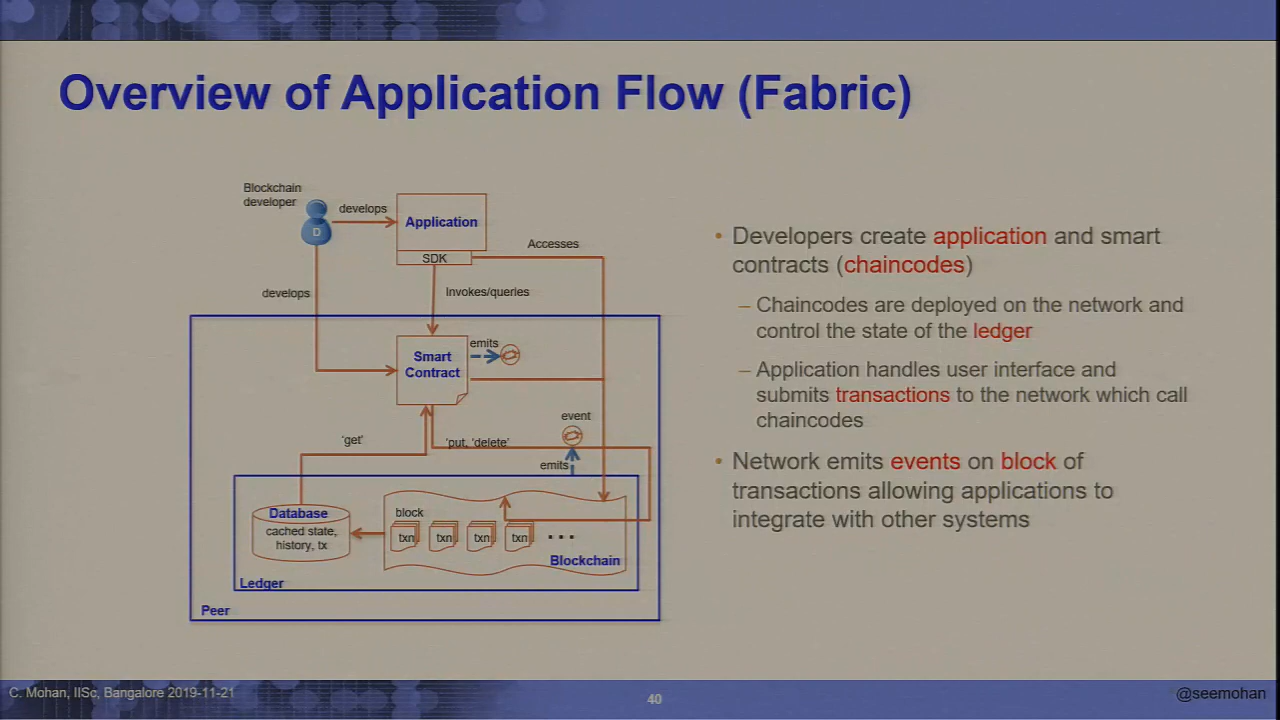 Overview of Application Flow (Fabric)
Blockchain
developer
D
develops
Application
SDK
Accesses
develops
Invokes/queries
Smart
Contract
emits
event
'get'
'put, 'delete'
emits
Database
cached state,
history, tx
block
txn
txn
txn
txn
...
Blockchain
Ledger
Peer
• Developers create application and smart
contracts (chaincodes)
– Chaincodes are deployed on the network and
control the state of the ledger
– Application handles user interface and
submits transactions to the network which call
chaincodes
• Network emits events on block of
transactions allowing applications to
integrate with other systems
C. Mohan, IISc, Bangalore 2019-11-21
40
@seemohan